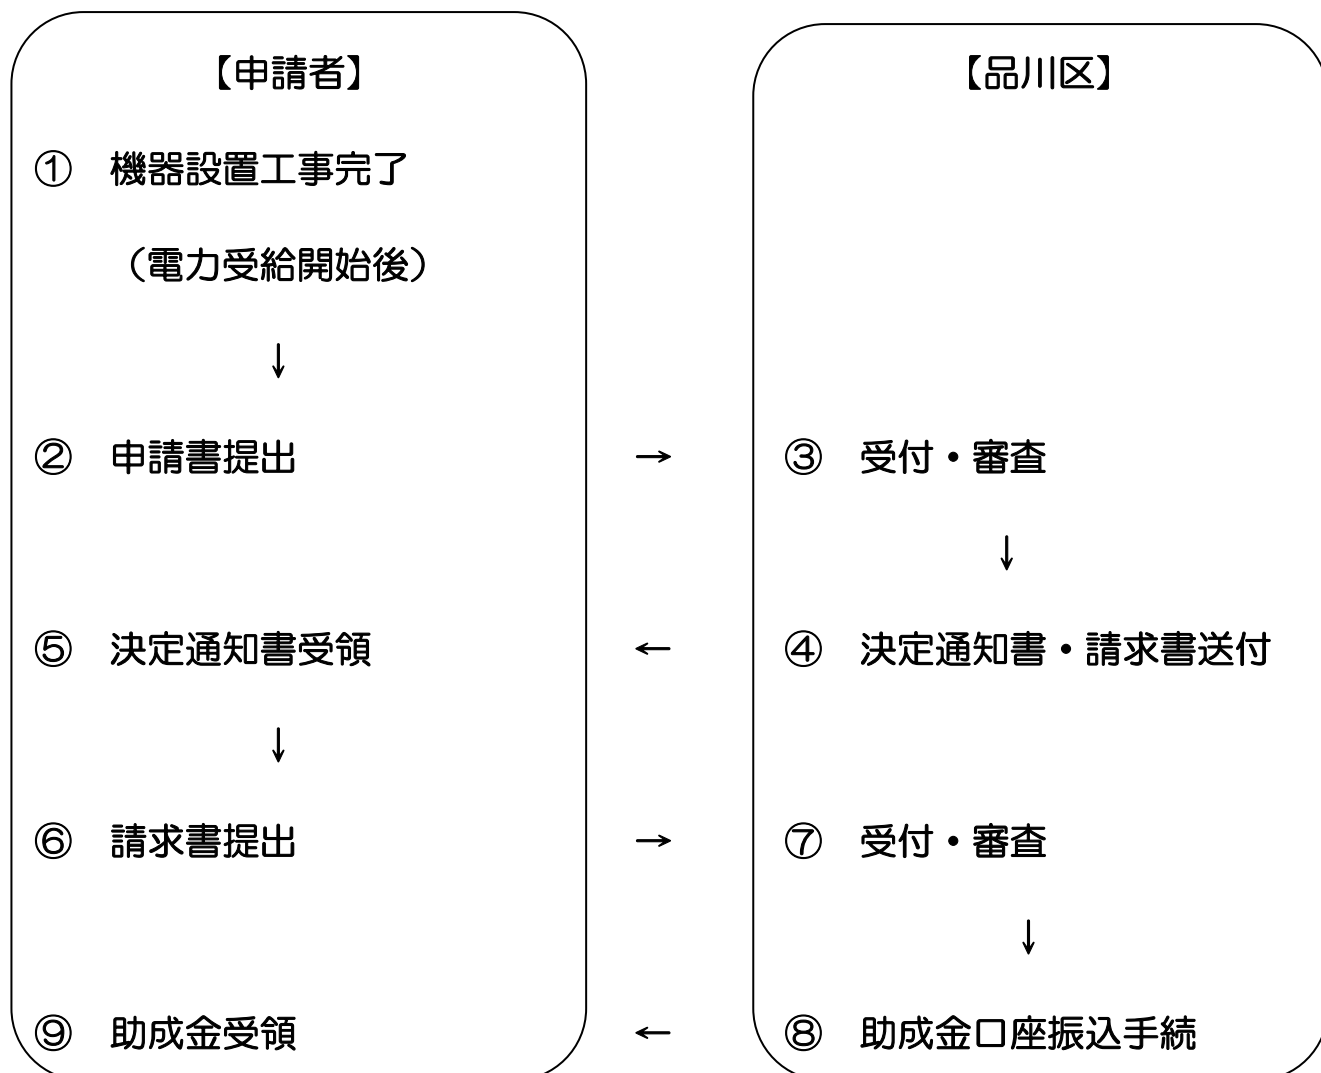 【申請者】 【品川区】
① 機器設置工事完了
（電力受給開始後）
↓
② 申請書提出 → ③ 受付・審査
↓
⑤ 決定通知書受領 ← ④ 決定通知書・請求書送付
↓
⑥ 請求書提出 → ⑦ 受付・審査
↓
⑨ 助成金受領 ← ⑧ 助成金口座振込手続